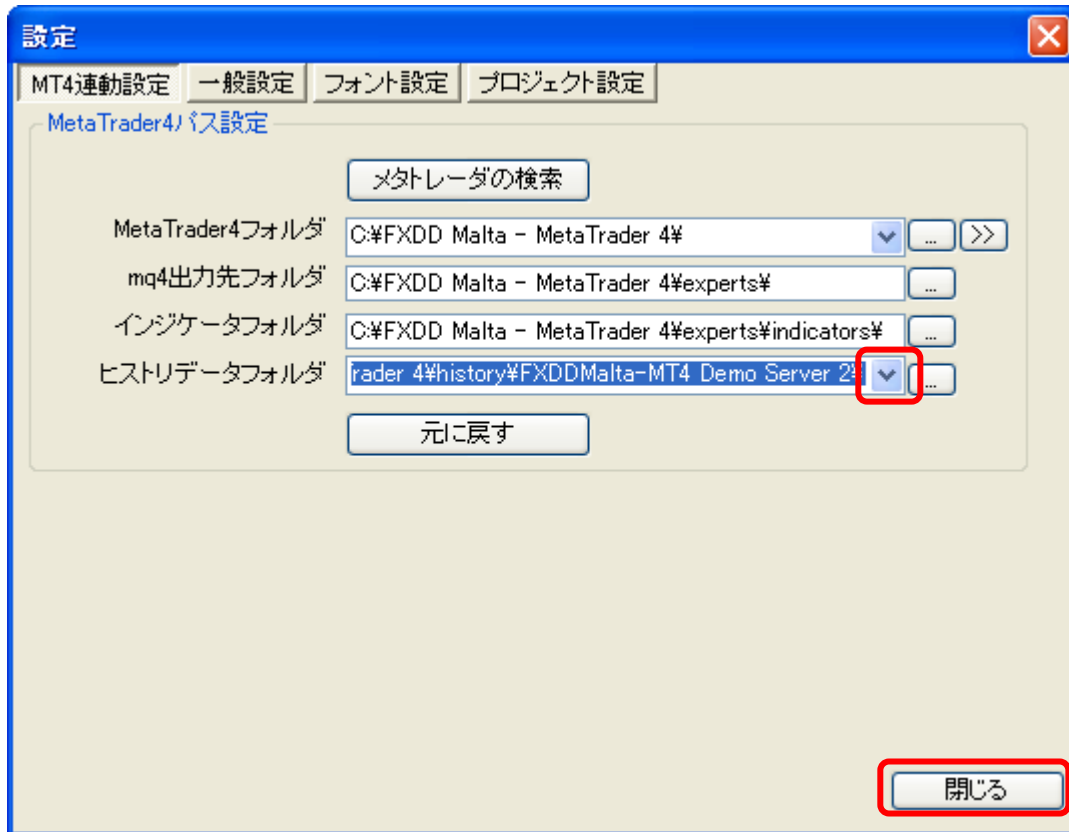 設定
MT4連動設定 一般設定 フォント設定 プロジェクト設定
MetaTrader4パス設定
メタトレーダの検索
MetaTrader4フォルダ C:¥FXDD Malta - MetaTrader 4¥ ... >>
mq4出力先フォルダ C:¥FXDD Malta - MetaTrader 4¥experts¥ ...
インジケータフォルダ C:¥FXDD Malta - MetaTrader 4¥experts¥indicators¥ ...
ヒストリデータフォルダ rader 4¥history¥FXDDMalta-MT4 Demo Server 2¥ ...
元に戻す
閉じる